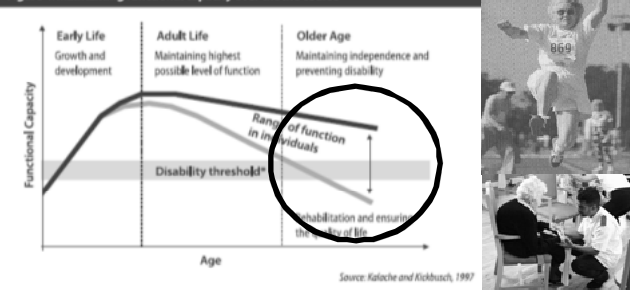 Early Life
Growth and
development
Adult Life
Maintaining highest
possible level of function
Older Age
Maintaining independence and
preventing disability
Functional Capacity
Range of function
in individuals
Disability threshold*
Rehabilitation and ensuring
the quality of life
Age
Source: Kalache and Kickbusch, 1997
869